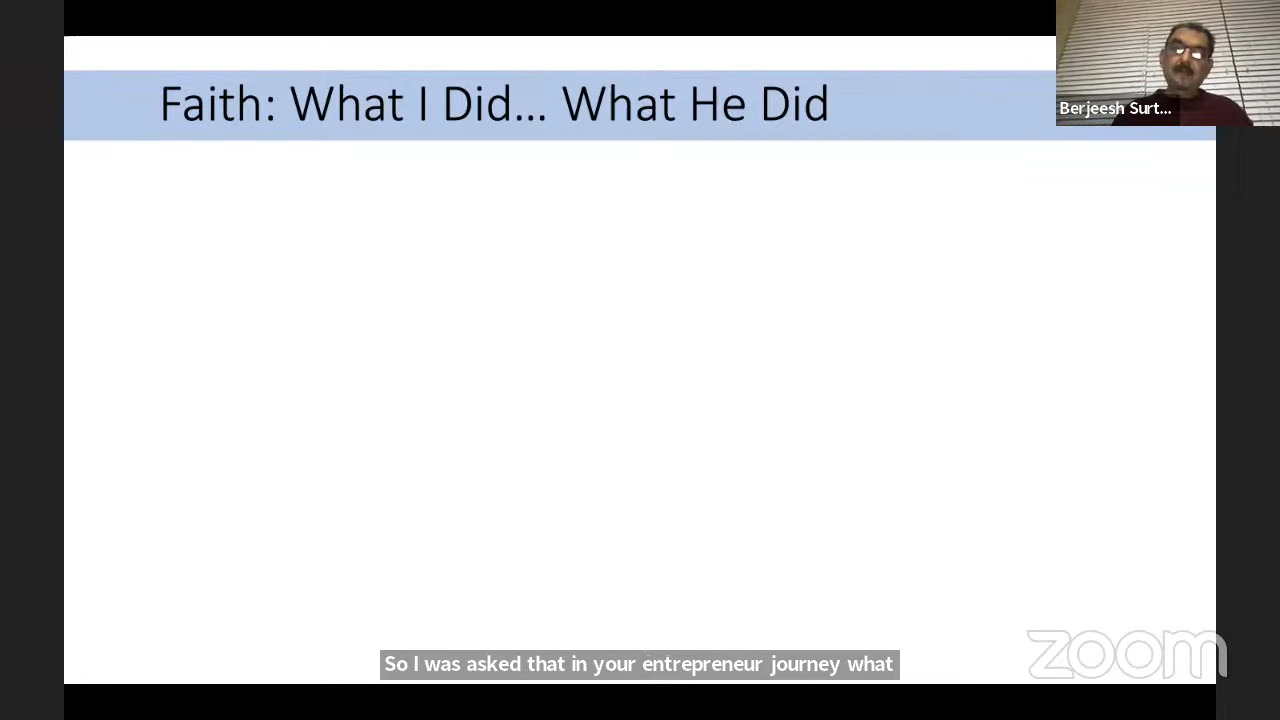 Faith: What I Did... What He Did
Berjeesh Surt...
So I was asked that in your entrepreneur journey what
zoom